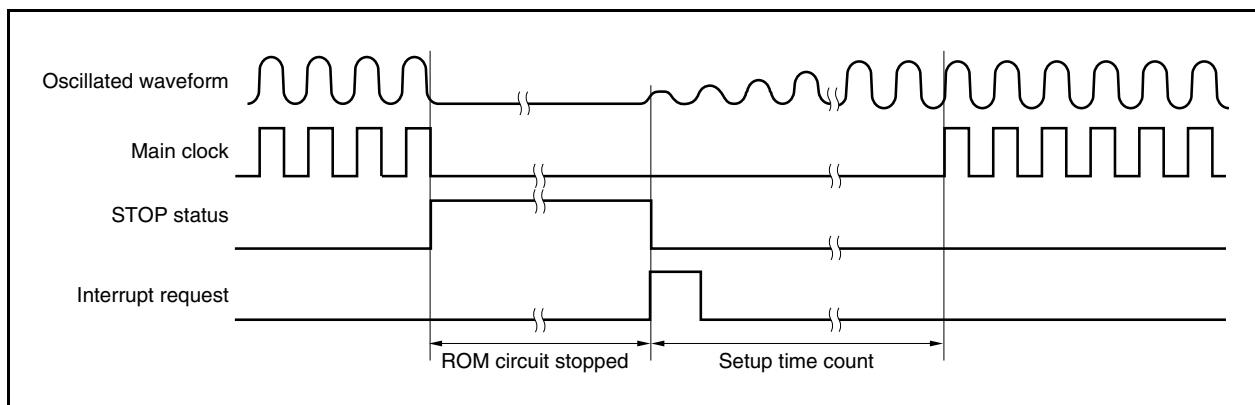 Oscillated waveform
Main clock
STOP status
Interrupt request
ROM circuit stopped
Setup time count